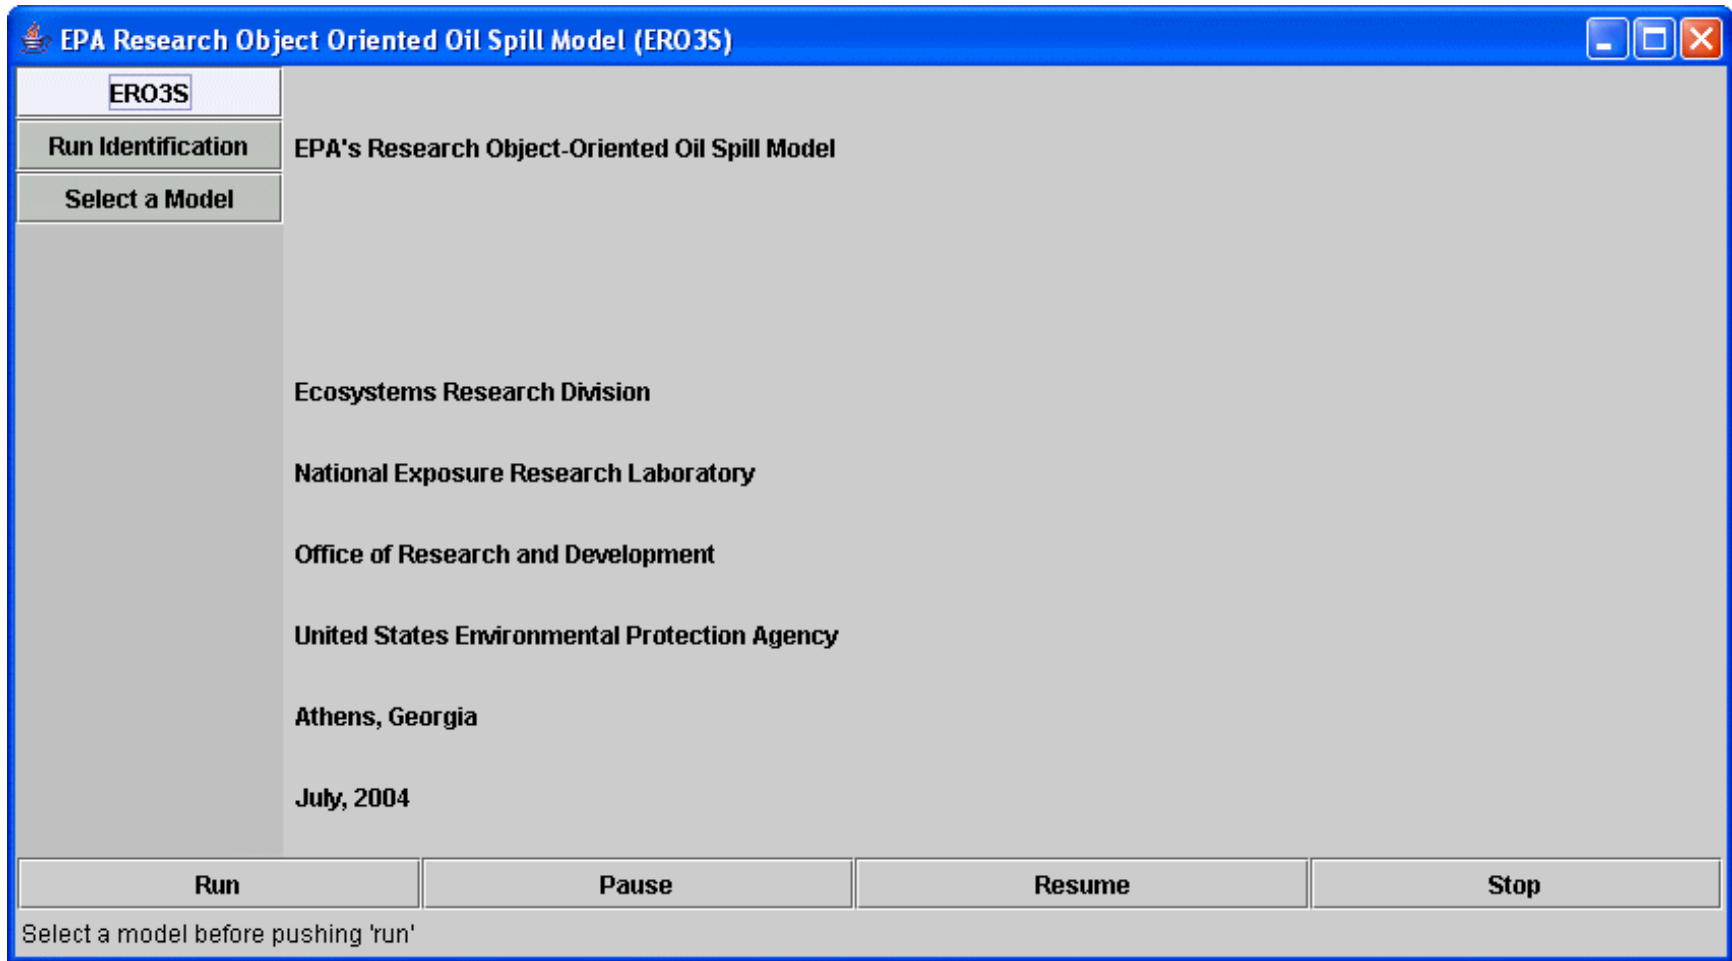 EPA Research Object Oriented Oil Spill Model (ERO3S)
ERO3S
Run Identification
Select a Model
EPA's Research Object-Oriented Oil Spill Model
Ecosystems Research Division
National Exposure Research Laboratory
Office of Research and Development
United States Environmental Protection Agency
Athens, Georgia
July, 2004
Run
Pause
Resume
Stop
Select a model before pushing 'run'